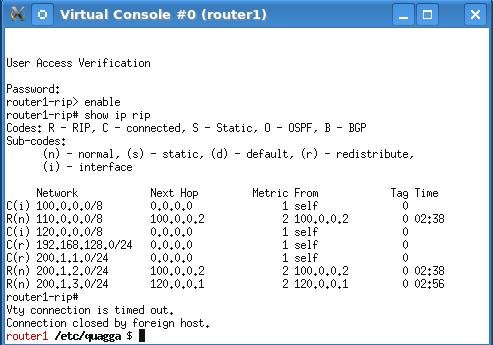 Virtual Console #0 (router1)
User Access Verification
Password:
router1-rip> enable
router1-rip# show ip rip
Codes: R - RIP, C - connected, S - Static, O - OSPF, B - BGP
Sub-codes:
      (n) - normal, (s) - static, (d) - default, (r) - redistribute,
      (i) - interface
     Network            Next Hop         Metric From            Tag Time
C(i) 100.0.0.0/8        0.0.0.0               1 self              0
R(n) 110.0.0.0/8        100.0.0.2             2 100.0.0.2         0 02:38
C(i) 120.0.0.0/8        0.0.0.0               1 self              0
C(r) 192.168.128.0/24   0.0.0.0               1 self              0
C(r) 200.1.1.0/24       0.0.0.0               1 self              0
R(n) 200.1.2.0/24       100.0.0.2             2 100.0.0.2         0 02:38
R(n) 200.1.3.0/24       120.0.0.1             2 120.0.0.1         0 02:56
router1-rip#
Vty connection is timed out.
Connection closed by foreign host.
router1 /etc/quagga $